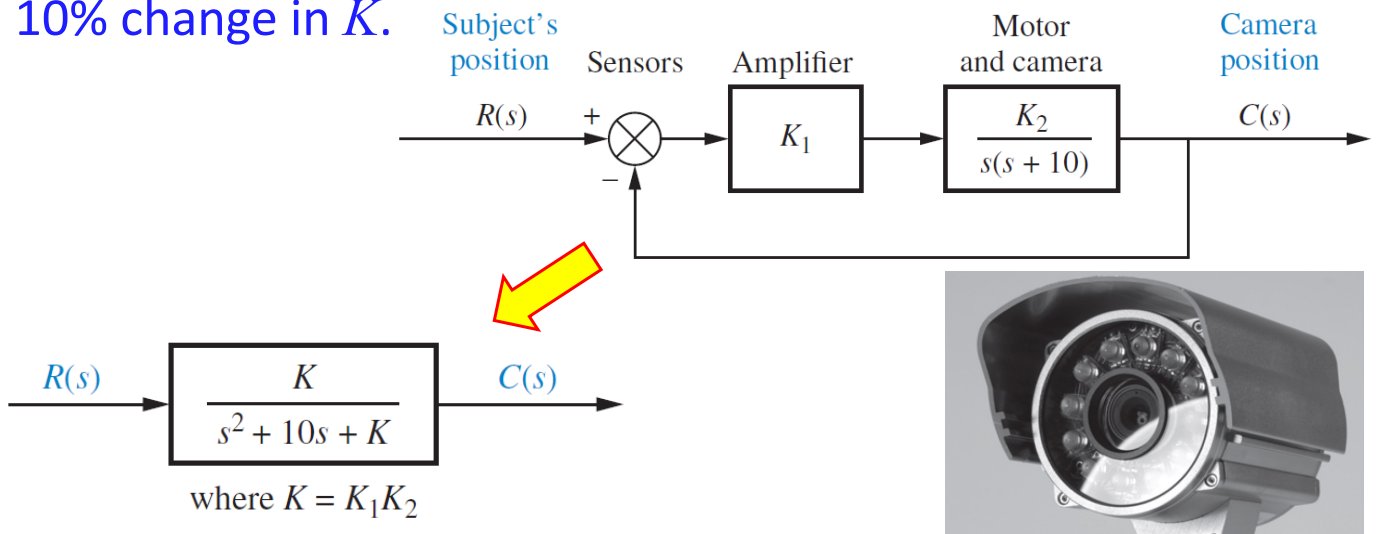 10% change in K.
Subject's
position
Sensors
Amplifier
Motor
and camera
Camera
position
R(s)
+
−
K₁
K₂
s(s + 10)
C(s)
R(s)
K
s² + 10s + K
C(s)
where K = K₁K₂